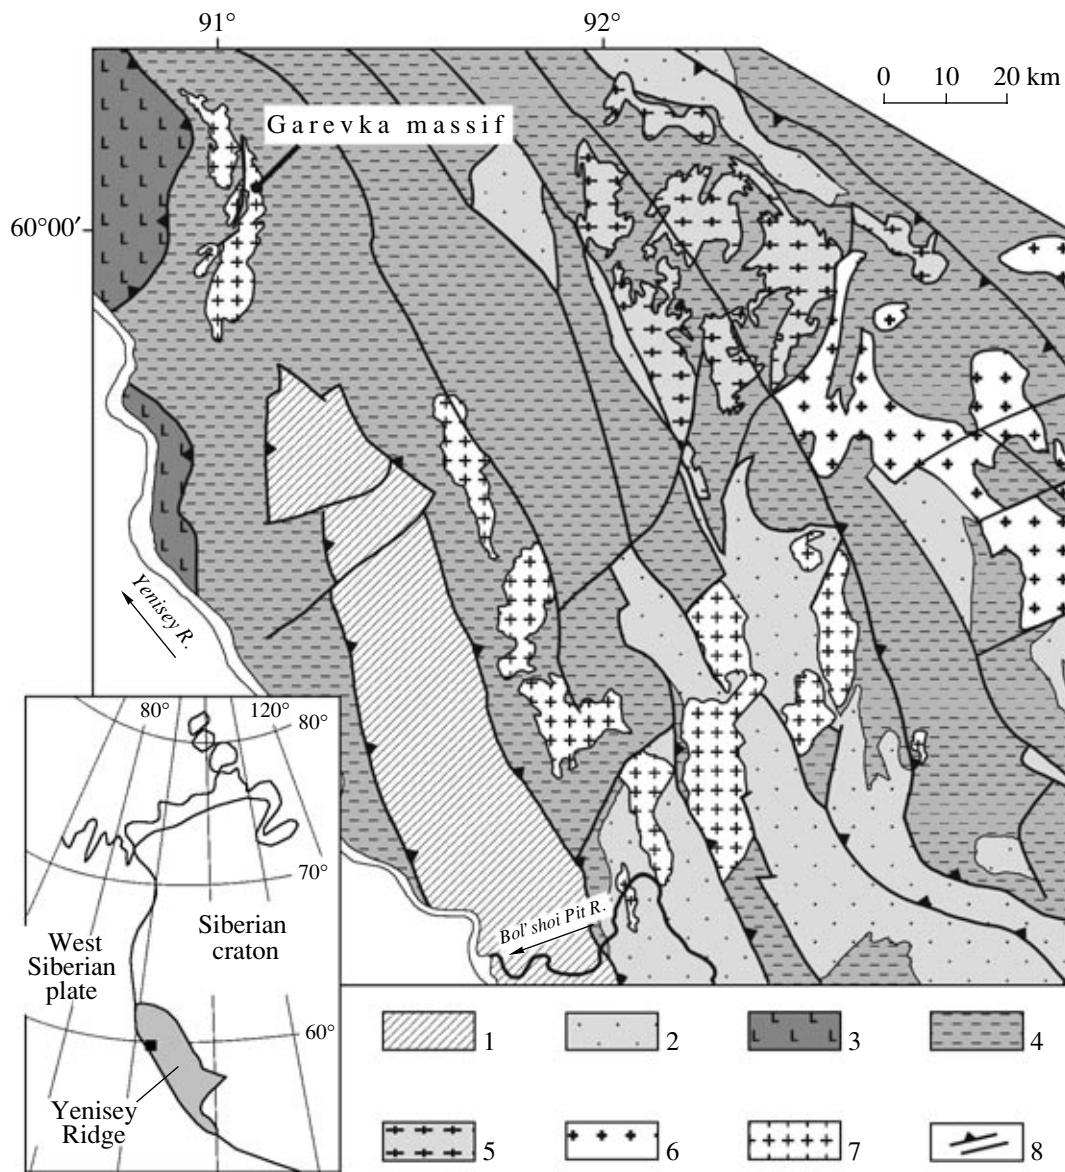 91° 92°
0 10 20 km
Garevka massif
60°00′
Yenisey R.
80° 120° 80°
70°
West
Siberian
plate
Siberian
craton
60°
Yenisey
Ridge
Bol’shoi Pit R.
1 2 3 4
5 6 7 8